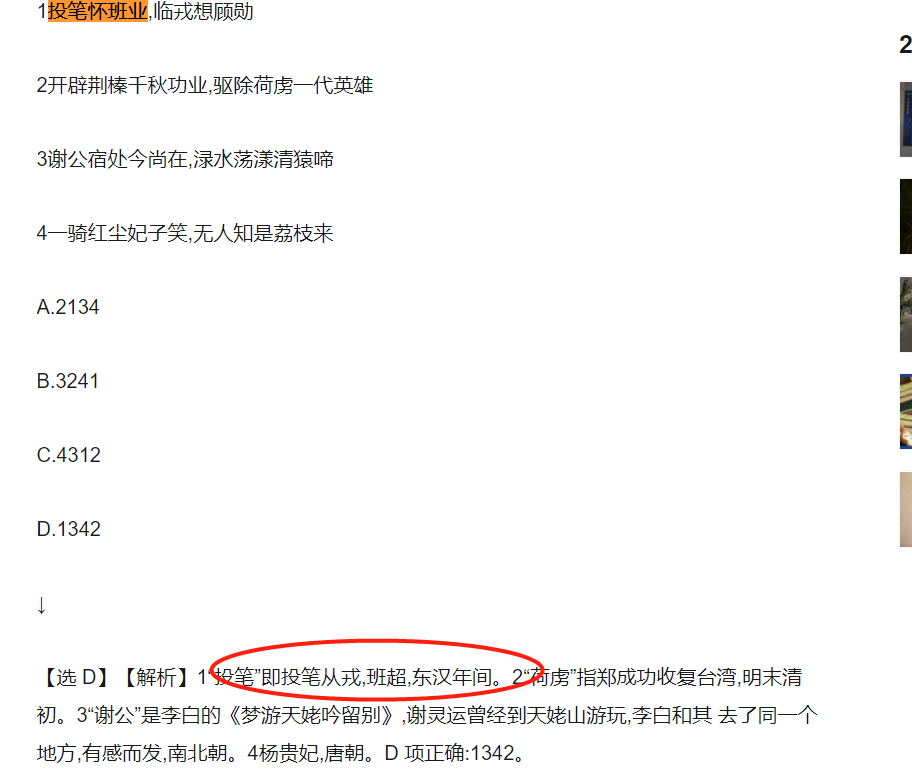 1投笔怀班业,临戎想顾勋
2
2开辟荆榛千秋功业,驱除荷虏一代英雄
3谢公宿处今尚在,渌水荡漾清猿啼
4一骑红尘妃子笑,无人知是荔枝来
A.2134
B.3241
C.4312
D.1342
↓
【选 D】【解析】1“投笔”即投笔从戎,班超,东汉年间。2“荷虏”指郑成功收复台湾,明末清
初。3“谢公”是李白的《梦游天姥吟留别》,谢灵运曾经到天姥山游玩,李白和其 去了同一个
地方,有感而发,南北朝。4杨贵妃,唐朝。D 项正确:1342。